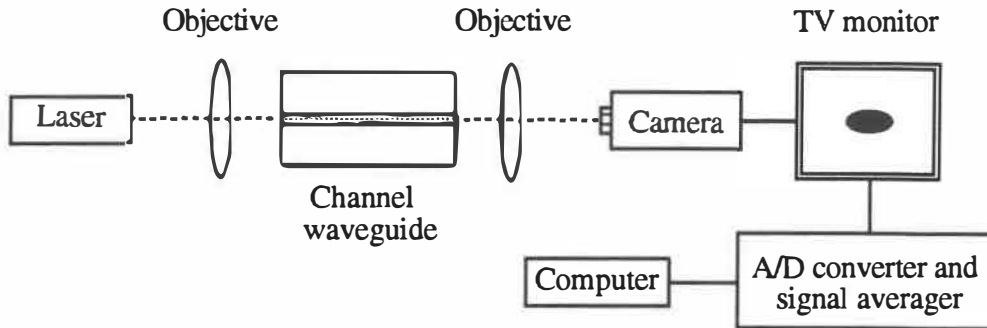 Objective
Objective
TV monitor
Laser
Camera
Channel
waveguide
Computer
A/D converter and
signal averager